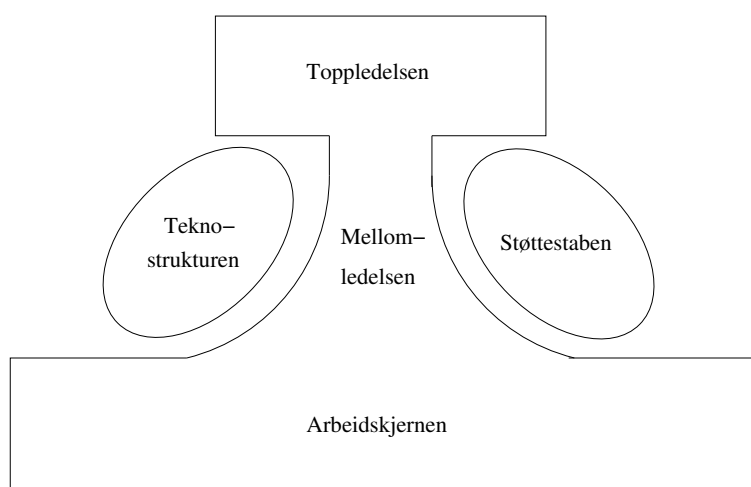 Toppledelsen
Tekno−
strukturen
Mellom−
ledelsen
Støttestaben
Arbeidskjernen